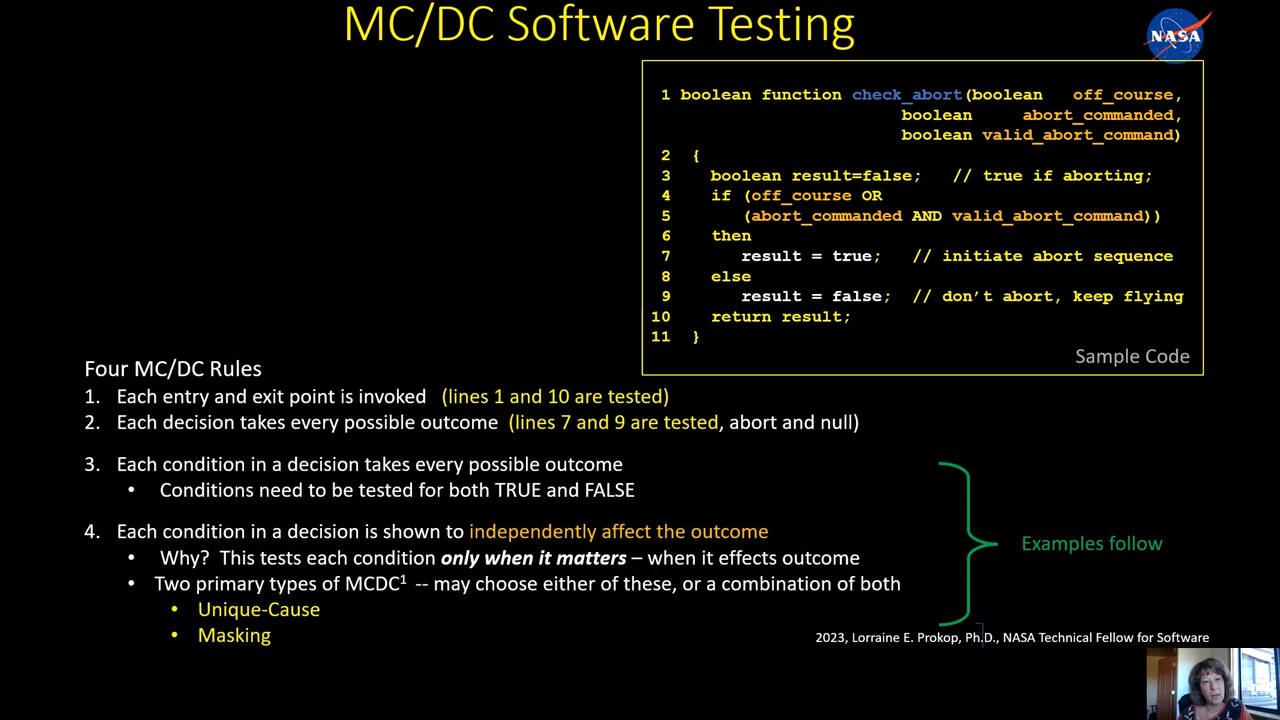 MC/DC Software Testing
NASA
1 boolean function check_abort(boolean off_course,
boolean abort_commanded,
boolean valid_abort_command)
2 {
3 boolean result=false; // true if aborting;
4 if (off_course OR
5 (abort_commanded AND valid_abort_command))
6 then
7 result = true; // initiate abort sequence
8 else
9 result = false; // don't abort, keep flying
10 return result;
11 }
Sample Code
Four MC/DC Rules
1. Each entry and exit point is invoked (lines 1 and 10 are tested)
2. Each decision takes every possible outcome (lines 7 and 9 are tested, abort and null)
3. Each condition in a decision takes every possible outcome
• Conditions need to be tested for both TRUE and FALSE
4. Each condition in a decision is shown to independently affect the outcome
• Why? This tests each condition only when it matters – when it effects outcome
• Two primary types of MCDC¹ -- may choose either of these, or a combination of both
• Unique-Cause
• Masking
Examples follow
2023, Lorraine E. Prokop, Ph.D., NASA Technical Fellow for Software